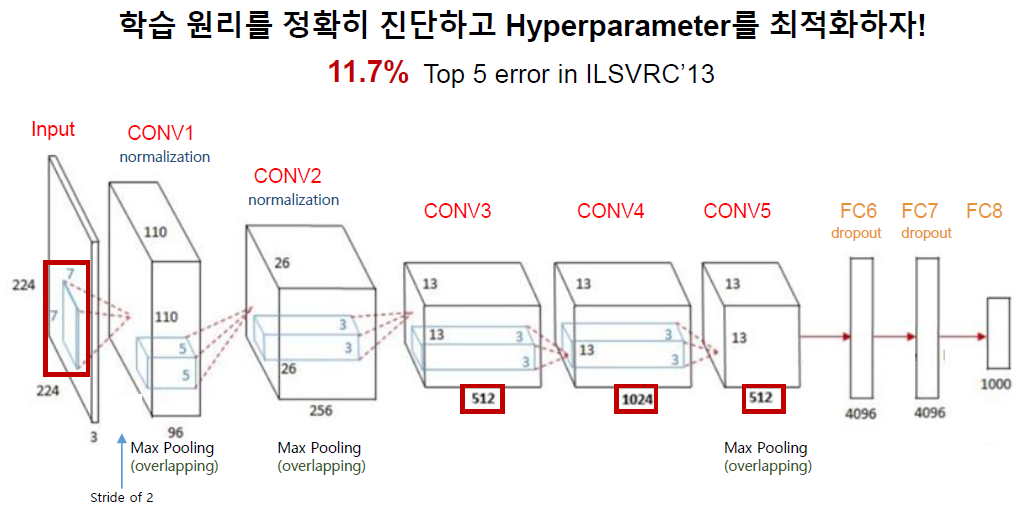 학습 원리를 정확히 진단하고 Hyperparameter를 최적화하자!
11.7% Top 5 error in ILSVRC'13
Input
CONV1
normalization
CONV2
normalization
CONV3
CONV4
CONV5
FC6
dropout
FC7
dropout
FC8
224
7
7
224
3
110
110
5
5
96
26
3
3
26
256
13
13
3
3
512
13
13
3
3
1024
13
13
512
4096
4096
1000
Max Pooling
(overlapping)
Max Pooling
(overlapping)
Max Pooling
(overlapping)
Stride of 2